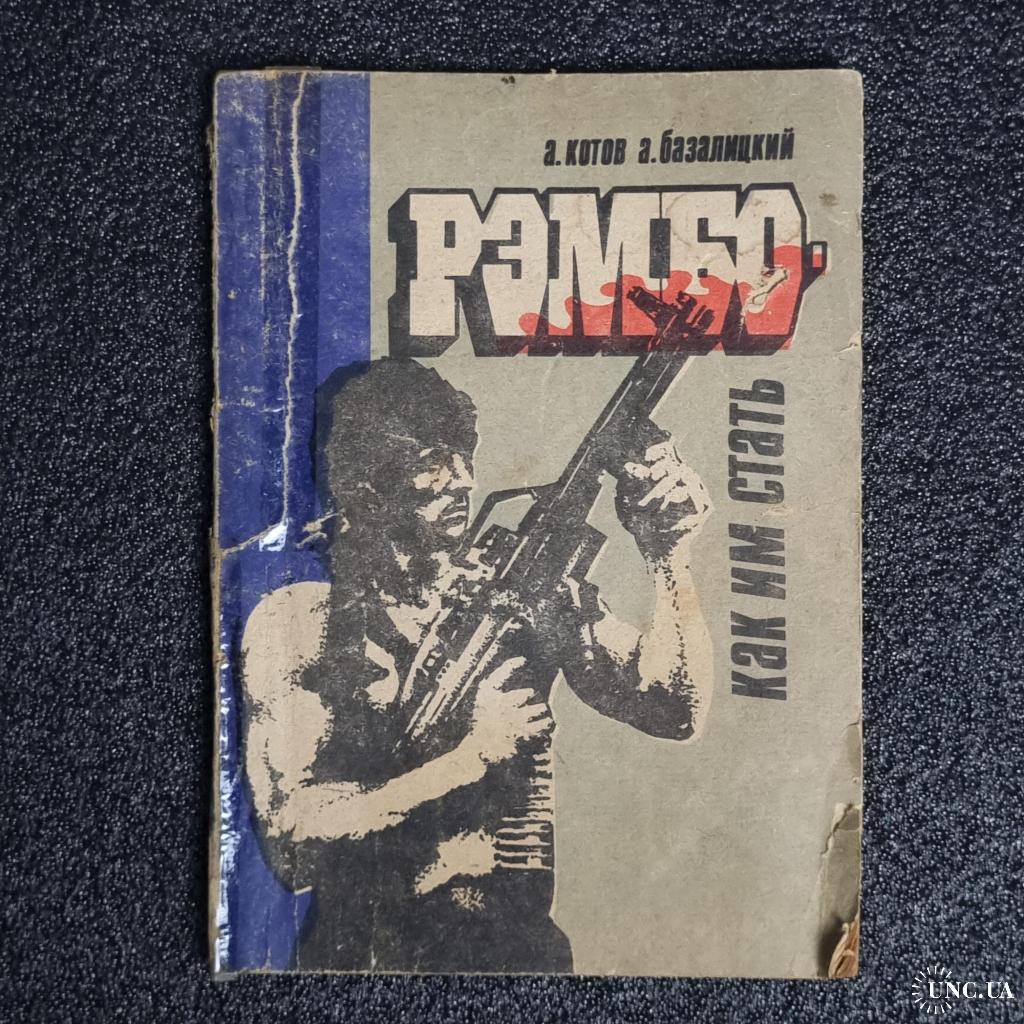 а. котов а. базалицкий
РЭМБО,
как им стать
UNC.UA